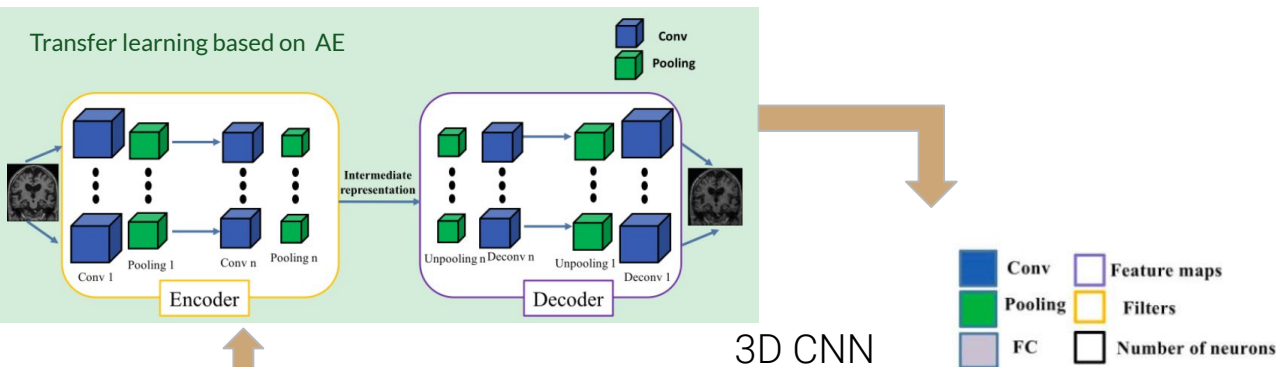 Transfer learning based on AE
Conv
Pooling
Intermediate
representation
Conv 1
Pooling 1
Conv n
Pooling n
Encoder
Unpooling n
Deconv n
Unpooling 1
Deconv 1
Decoder
3D CNN
Conv
Feature maps
Pooling
Filters
FC
Number of neurons